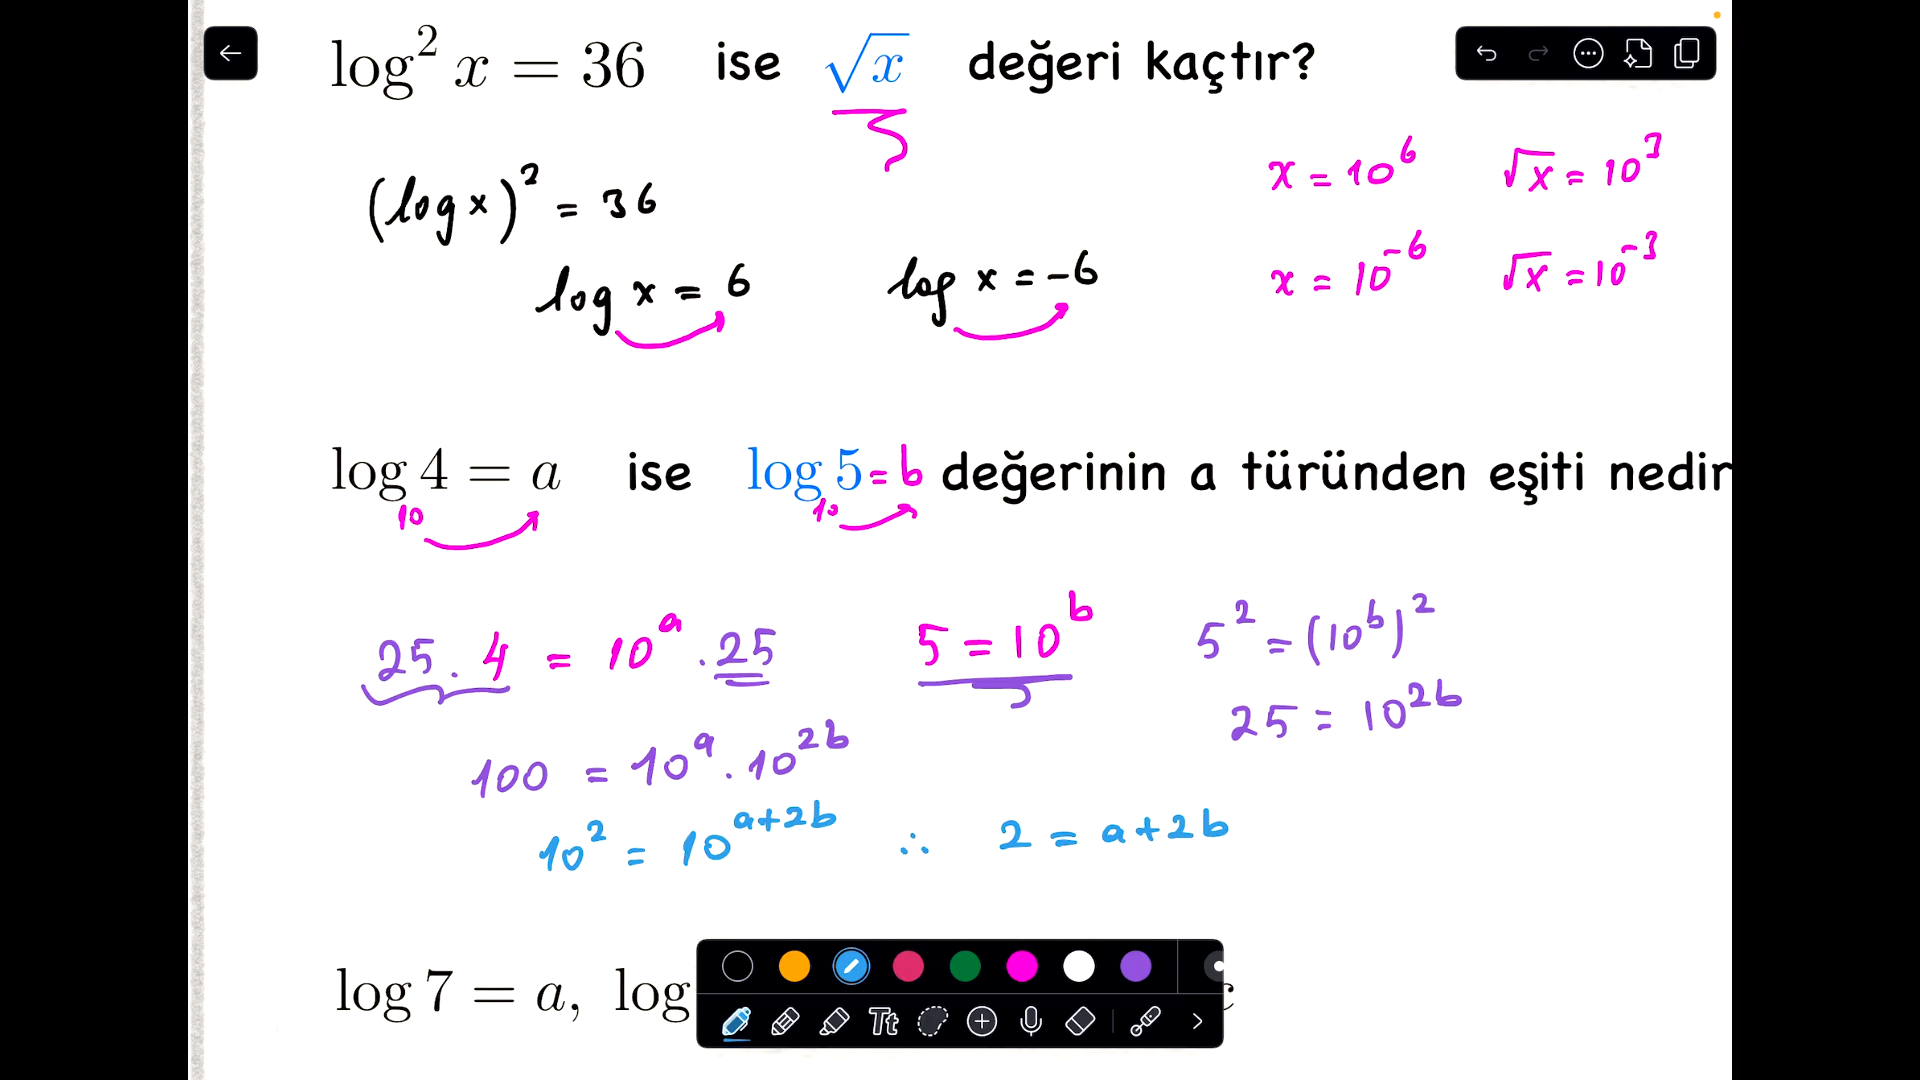 log² x = 36 ise √x değeri kaçtır?
x = 10⁶ √x = 10³
(log x)² = 36
x = 10⁻⁶ √x = 10⁻³
log x = 6 log x = -6
log 4 = a ise log 5 = b değerinin a türünden eşiti nedir
10 10
25 . 4 = 10ᵃ . 25 5 = 10ᵇ 5² = (10ᵇ)²
25 = 10²ᵇ
100 = 10ᵃ . 10²ᵇ
10² = 10ᵃ⁺²ᵇ ∴ 2 = a+2b
log 7 = a, log
Tt